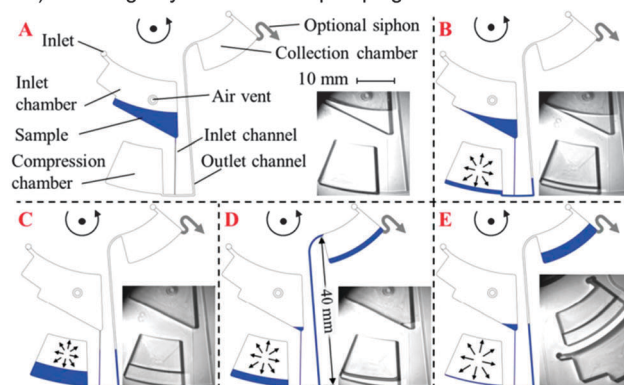 A
Inlet
Optional siphon
Collection chamber
10 mm
Inlet chamber
Air vent
Sample
Inlet channel
Compression chamber
Outlet channel
B
C
D
40 mm
E